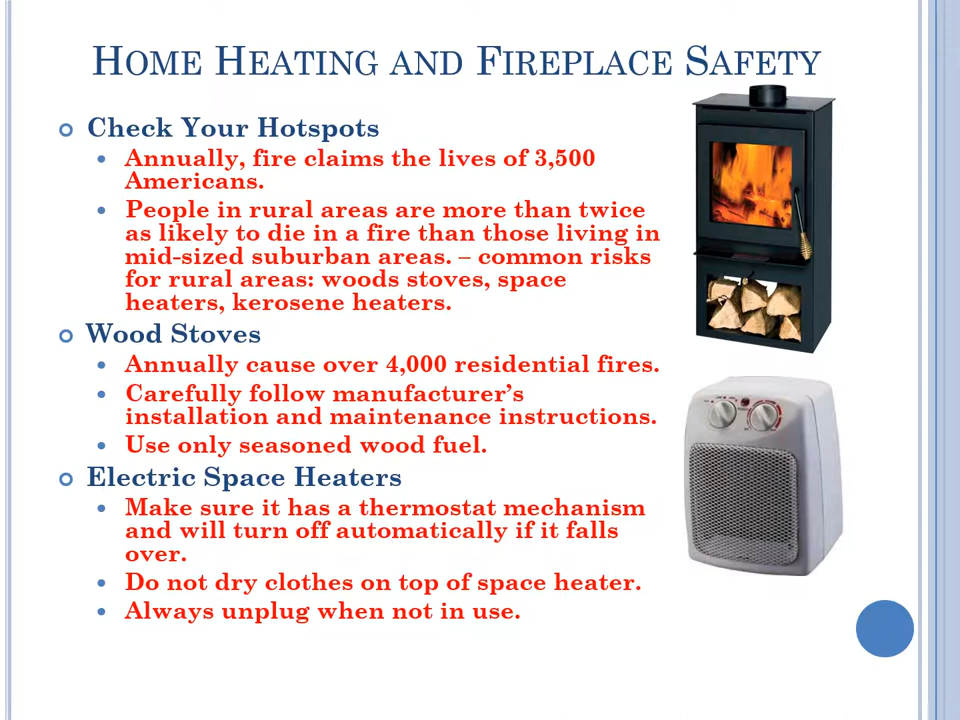 HOME HEATING AND FIREPLACE SAFETY
Check Your Hotspots
Annually, fire claims the lives of 3,500
Americans.
People in rural areas are more than twice
as likely to die in a fire than those living in
mid-sized suburban areas. – common risks
for rural areas: woods stoves, space
heaters, kerosene heaters.
Wood Stoves
Annually cause over 4,000 residential fires.
Carefully follow manufacturer’s
installation and maintenance instructions.
Use only seasoned wood fuel.
Electric Space Heaters
Make sure it has a thermostat mechanism
and will turn off automatically if it falls
over.
Do not dry clothes on top of space heater.
Always unplug when not in use.